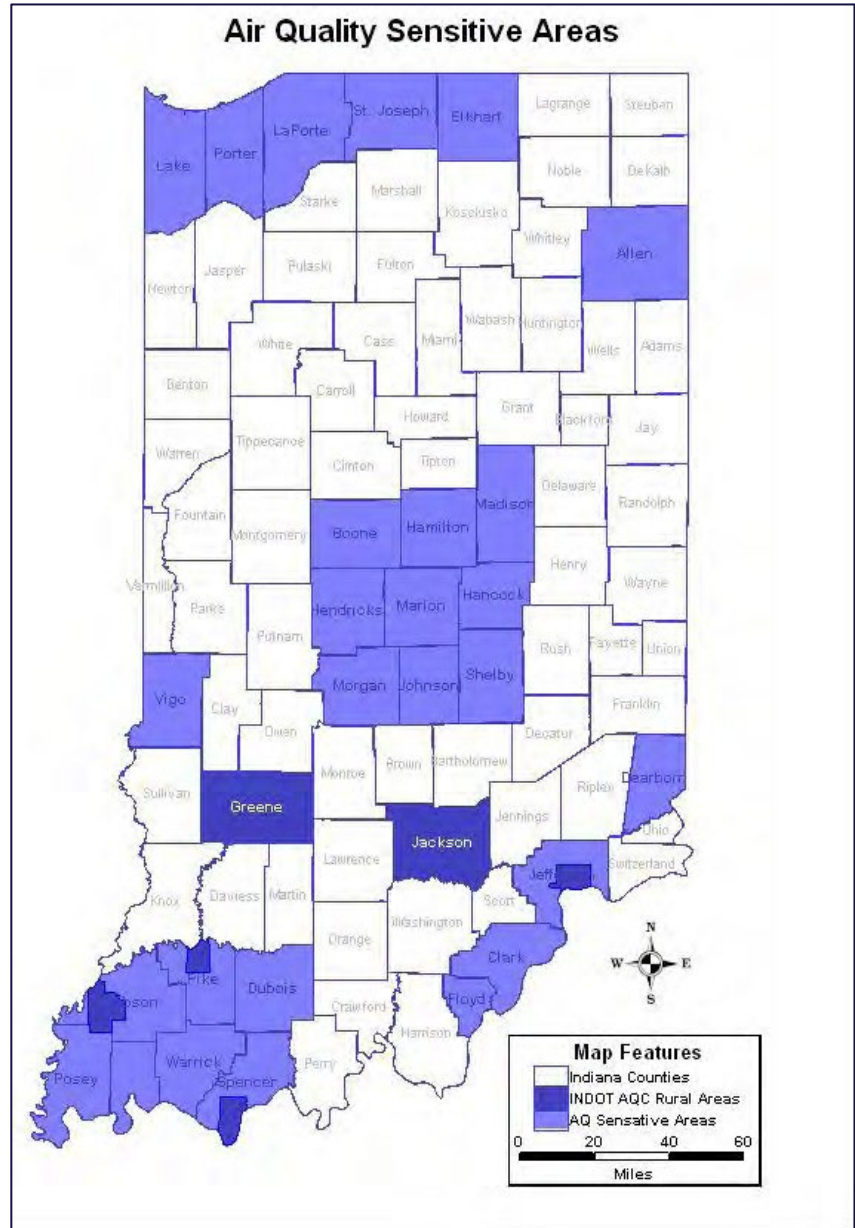 Air Quality Sensitive Areas
Lagrange
Steuben
St. Joseph
Elkhart
LaPorte
Porter
Lake
Noble
DeKalb
Marshall
Starke
Kosciusko
Whitley
Allen
Jasper
Pulaski
Fulton
Newton
Wabash
Huntington
White
Cass
Miami
Wells
Adams
Benton
Carroll
Grant
Blackford
Howard
Jay
Tippecanoe
Warren
Clinton
Tipton
Madison
Delaware
Randolph
Fountain
Montgomery
Boone
Hamilton
Henry
Wayne
Vermillion
Parke
Hendricks
Marion
Hancock
Putnam
Rush
Fayette
Union
Morgan
Johnson
Shelby
Vigo
Clay
Owen
Franklin
Decatur
Monroe
Brown
Bartholomew
Dearborn
Ripley
Sullivan
Greene
Jennings
Ohio
Jackson
Lawrence
Switzerland
Knox
Daviess
Martin
Scott
Washington
Orange
Clark
Pike
Dubois
Floyd
Crawford
Harrison
Posey
Warrick
Spencer
Perry
N
W
E
S
Map Features
Indiana Counties
INDOT AQC Rural Areas
AQ Sensative Areas
0 20 40 60
Miles